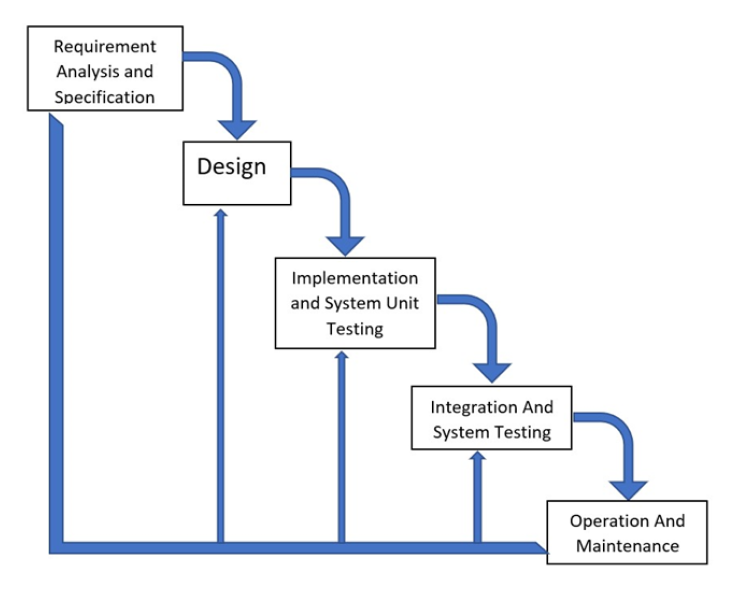 Requirement
Analysis and
Specification
Design
Implementation
and System Unit
Testing
Integration And
System Testing
Operation And
Maintenance